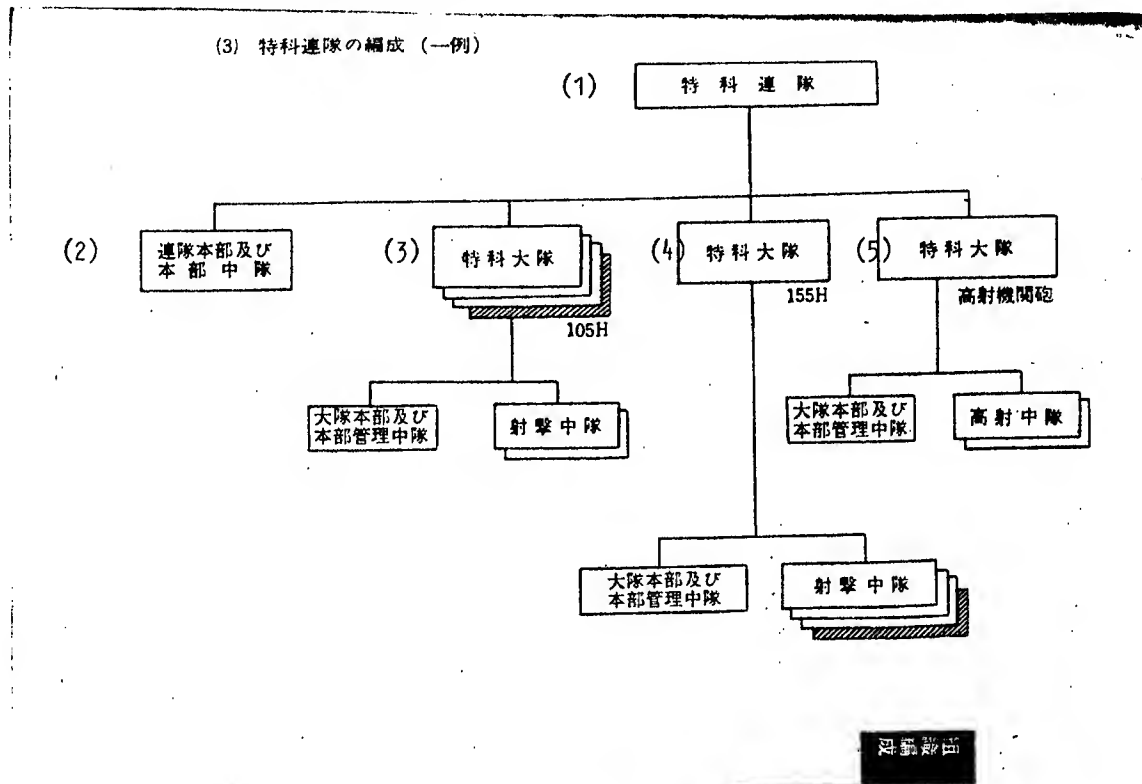 (3) 特科連隊の編成 (一例)
(1) 特科連隊
(2) 連隊本部及び
本部中隊
(3) 特科大隊
105H
(4) 特科大隊
155H
(5) 特科大隊
高射機関砲
大隊本部及び
本部管理中隊
射撃中隊
大隊本部及び
本部管理中隊
高射中隊
大隊本部及び
本部管理中隊
射撃中隊
組織編成